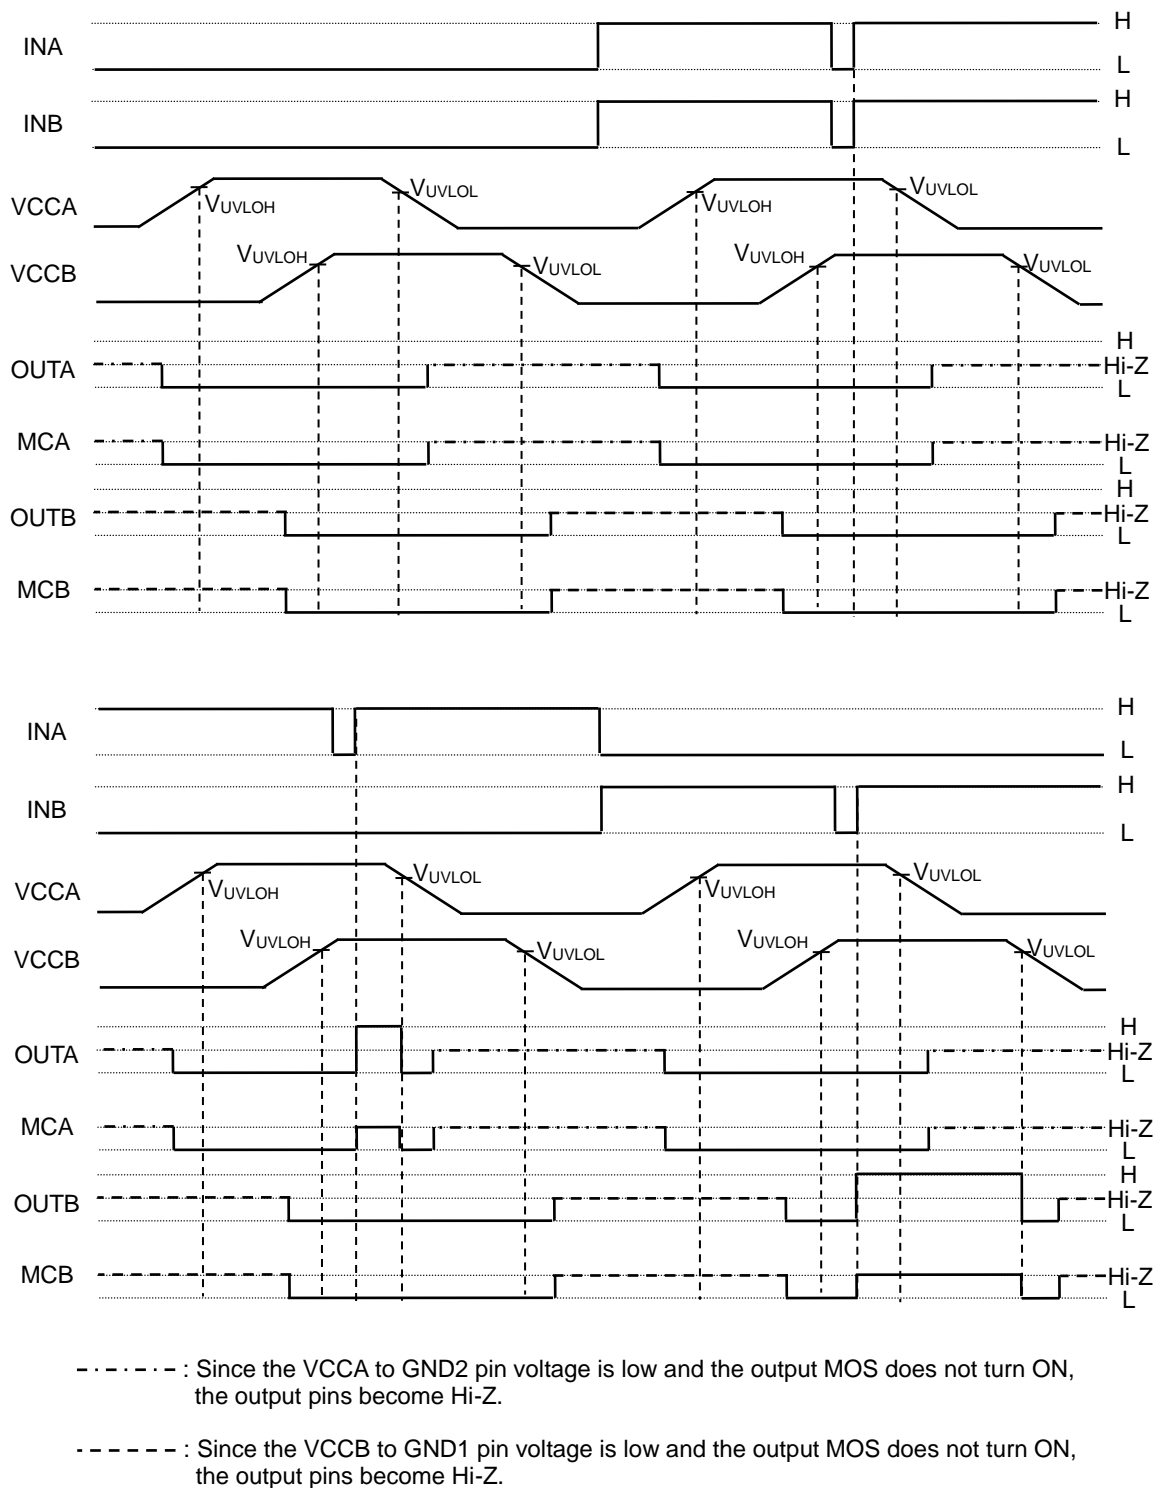 INA
H
L
INB
H
L
VCCA
VUVLOH
VUVLOL
VUVLOH
VUVLOL
VCCB
VUVLOH
VUVLOL
VUVLOH
VUVLOL
H
OUTA
Hi-Z
L
MCA
Hi-Z
L
H
OUTB
Hi-Z
L
MCB
Hi-Z
L
INA
H
L
INB
H
L
VCCA
VUVLOH
VUVLOL
VUVLOH
VUVLOL
VCCB
VUVLOH
VUVLOL
VUVLOH
VUVLOL
H
OUTA
Hi-Z
L
MCA
Hi-Z
L
H
OUTB
Hi-Z
L
MCB
Hi-Z
L
: Since the VCCA to GND2 pin voltage is low and the output MOS does not turn ON,
the output pins become Hi-Z.
: Since the VCCB to GND1 pin voltage is low and the output MOS does not turn ON,
the output pins become Hi-Z.